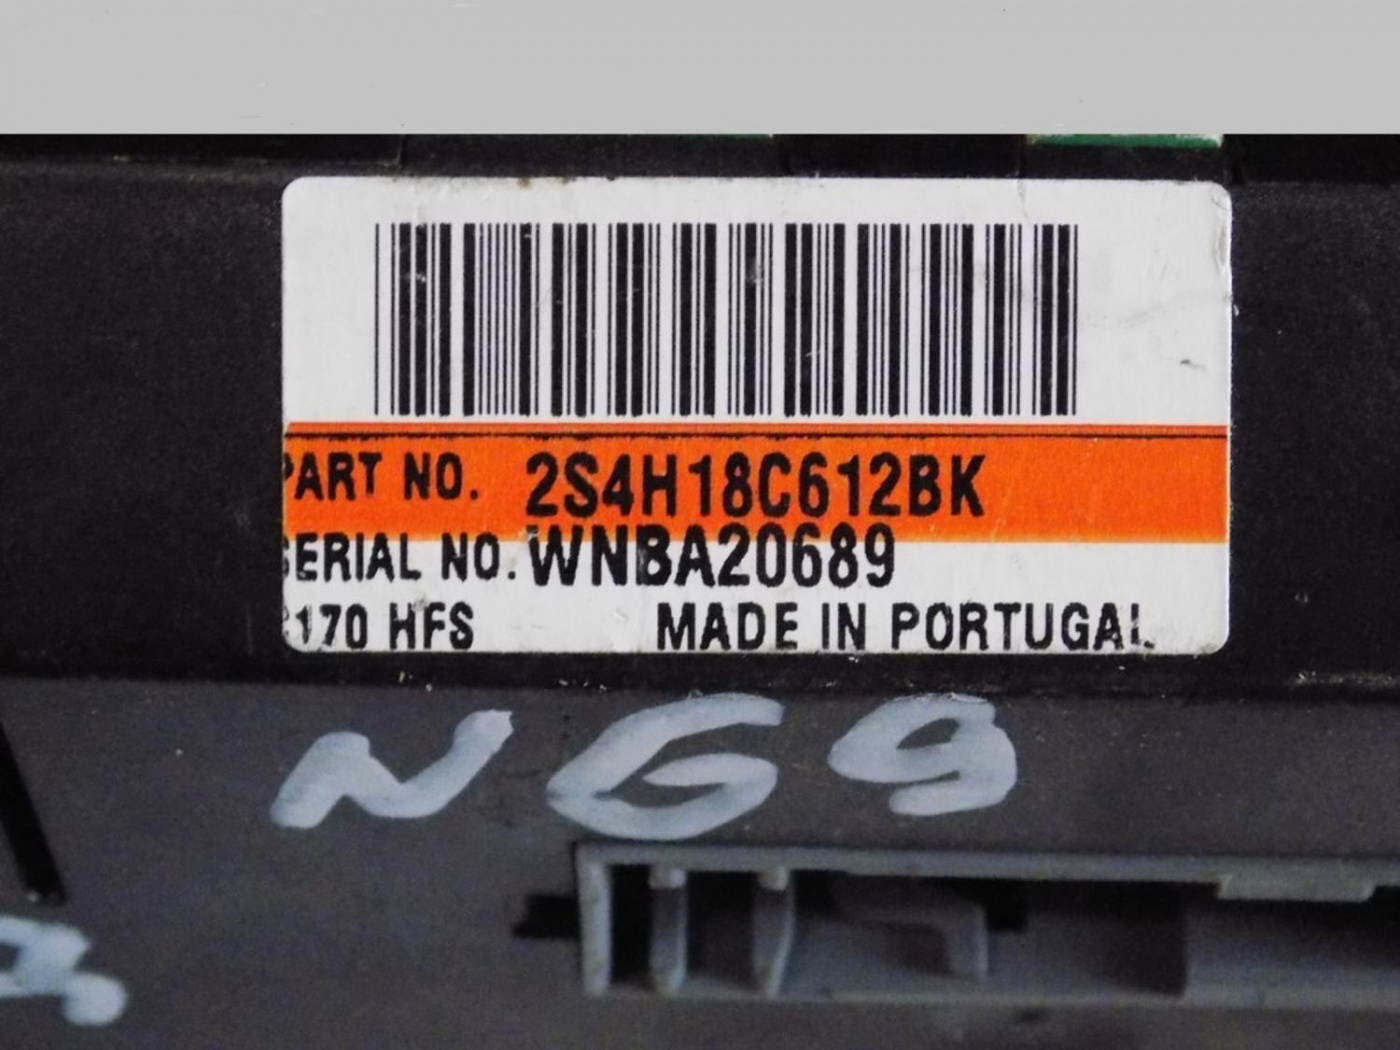 PART NO. 2S4H18C612BK
SERIAL NO. WNBA20689
170 HFS MADE IN PORTUGAL
NG9